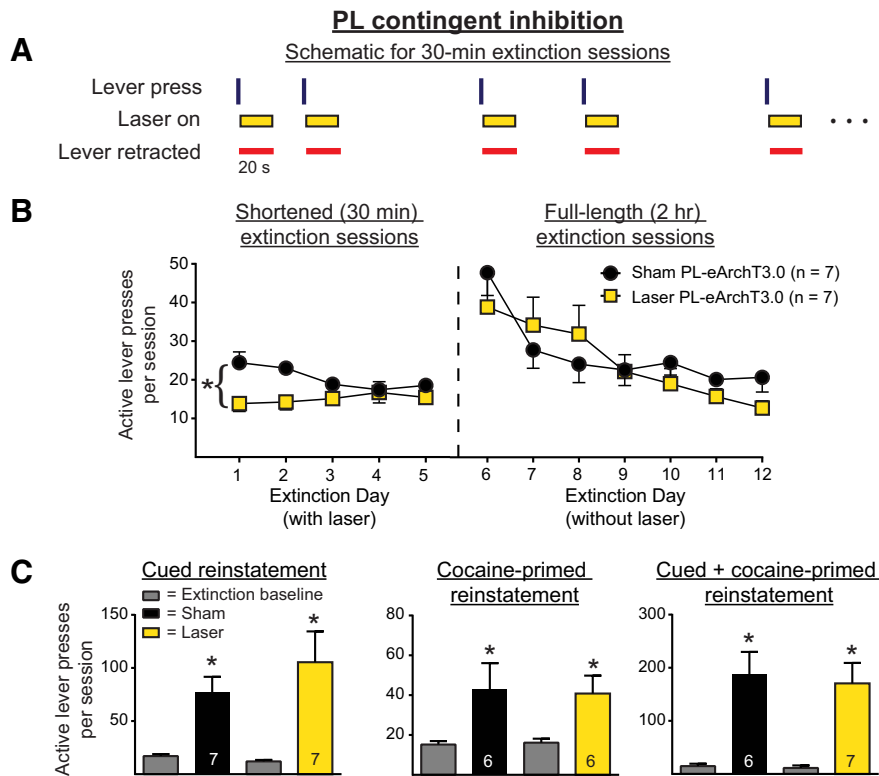 PL contingent inhibition
A
Schematic for 30-min extinction sessions
Lever press
Laser on
Lever retracted
20 s
B
Shortened (30 min)
extinction sessions
Full-length (2 hr)
extinction sessions
Active lever presses
per session
50
40
30
20
10
*
Sham PL-eArchT3.0 (n = 7)
Laser PL-eArchT3.0 (n = 7)
1 2 3 4 5
6 7 8 9 10 11 12
Extinction Day
(with laser)
Extinction Day
(without laser)
C
Cued reinstatement
= Extinction baseline
= Sham
= Laser
Active lever presses
per session
150
100
50
*
*
7
7
Cocaine-primed
reinstatement
80
60
40
20
*
*
6
6
Cued + cocaine-primed
reinstatement
300
200
100
*
*
6
7